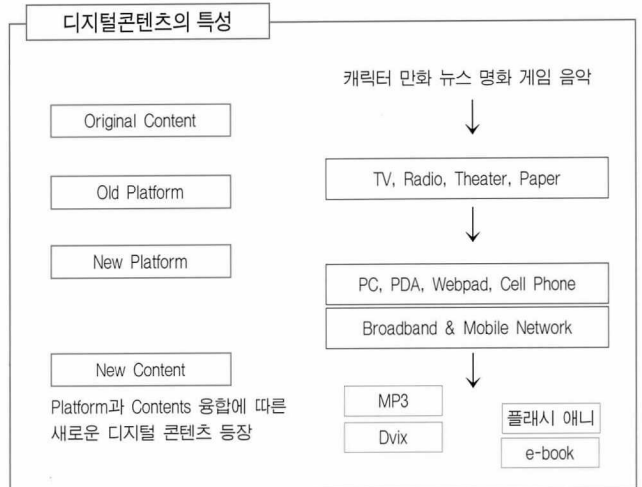 디지털콘텐츠의 특성
캐릭터 만화 뉴스 명화 게임 음악
Original Content
Old Platform
TV, Radio, Theater, Paper
New Platform
PC, PDA, Webpad, Cell Phone
Broadband & Mobile Network
New Content
Platform과 Contents 융합에 따른
새로운 디지털 콘텐츠 등장
MP3
Dvix
플래시 애니
e-book